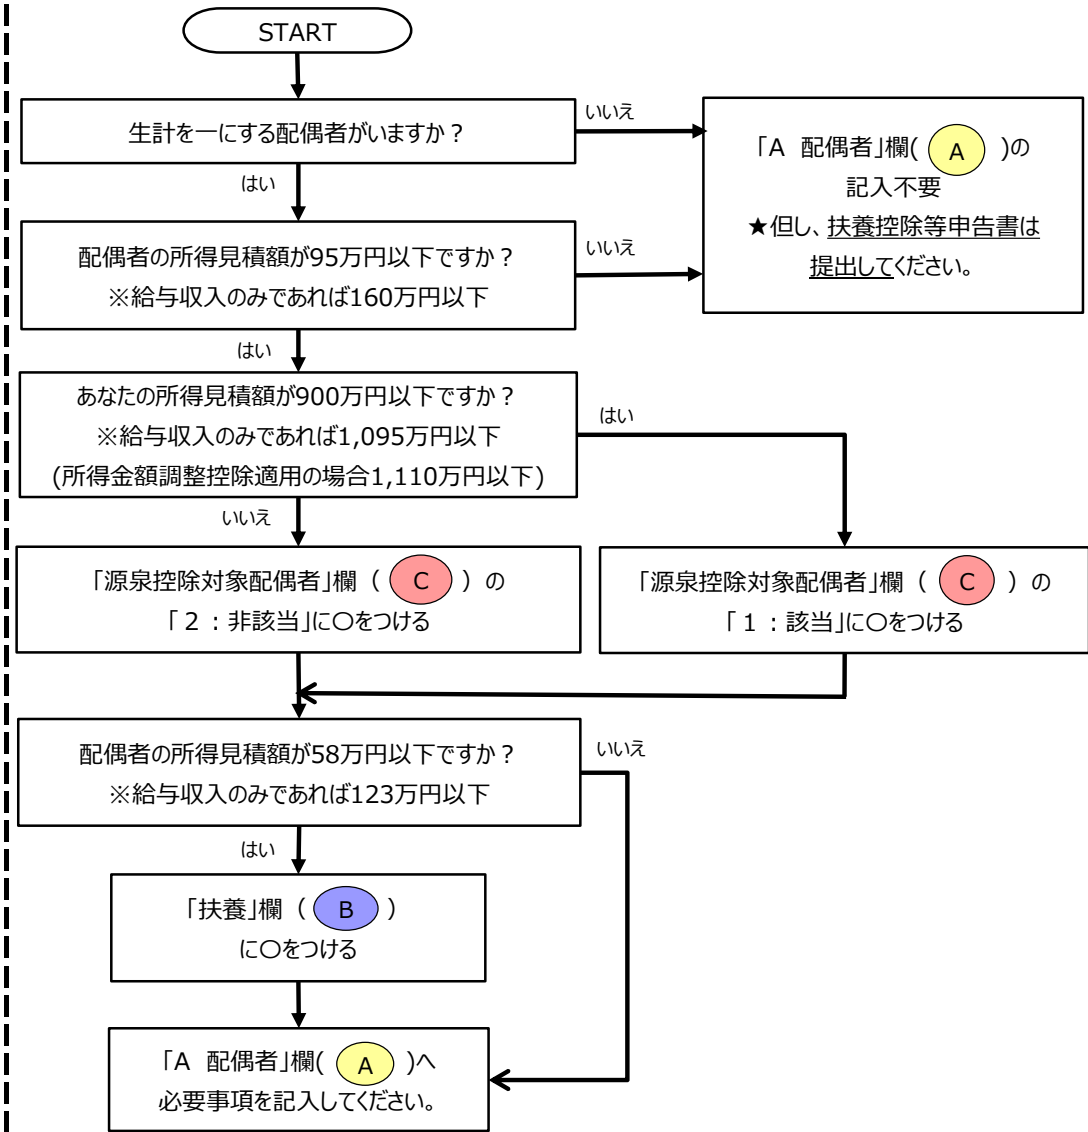 START
生計を一にする配偶者がいますか？
いいえ
「A 配偶者」欄( A )の
記入不要
★但し、扶養控除等申告書は
提出してください。
はい
配偶者の所得見積額が95万円以下ですか？
※給与収入のみであれば160万円以下
いいえ
はい
あなたの所得見積額が900万円以下ですか？
※給与収入のみであれば1,095万円以下
(所得金額調整控除適用の場合1,110万円以下)
はい
いいえ
「源泉控除対象配偶者」欄（ C ）の
「２：非該当」に〇をつける
「源泉控除対象配偶者」欄（ C ）の
「１：該当」に〇をつける
配偶者の所得見積額が58万円以下ですか？
※給与収入のみであれば123万円以下
いいえ
はい
「扶養」欄（ B ）
に〇をつける
「A 配偶者」欄( A )へ
必要事項を記入してください。